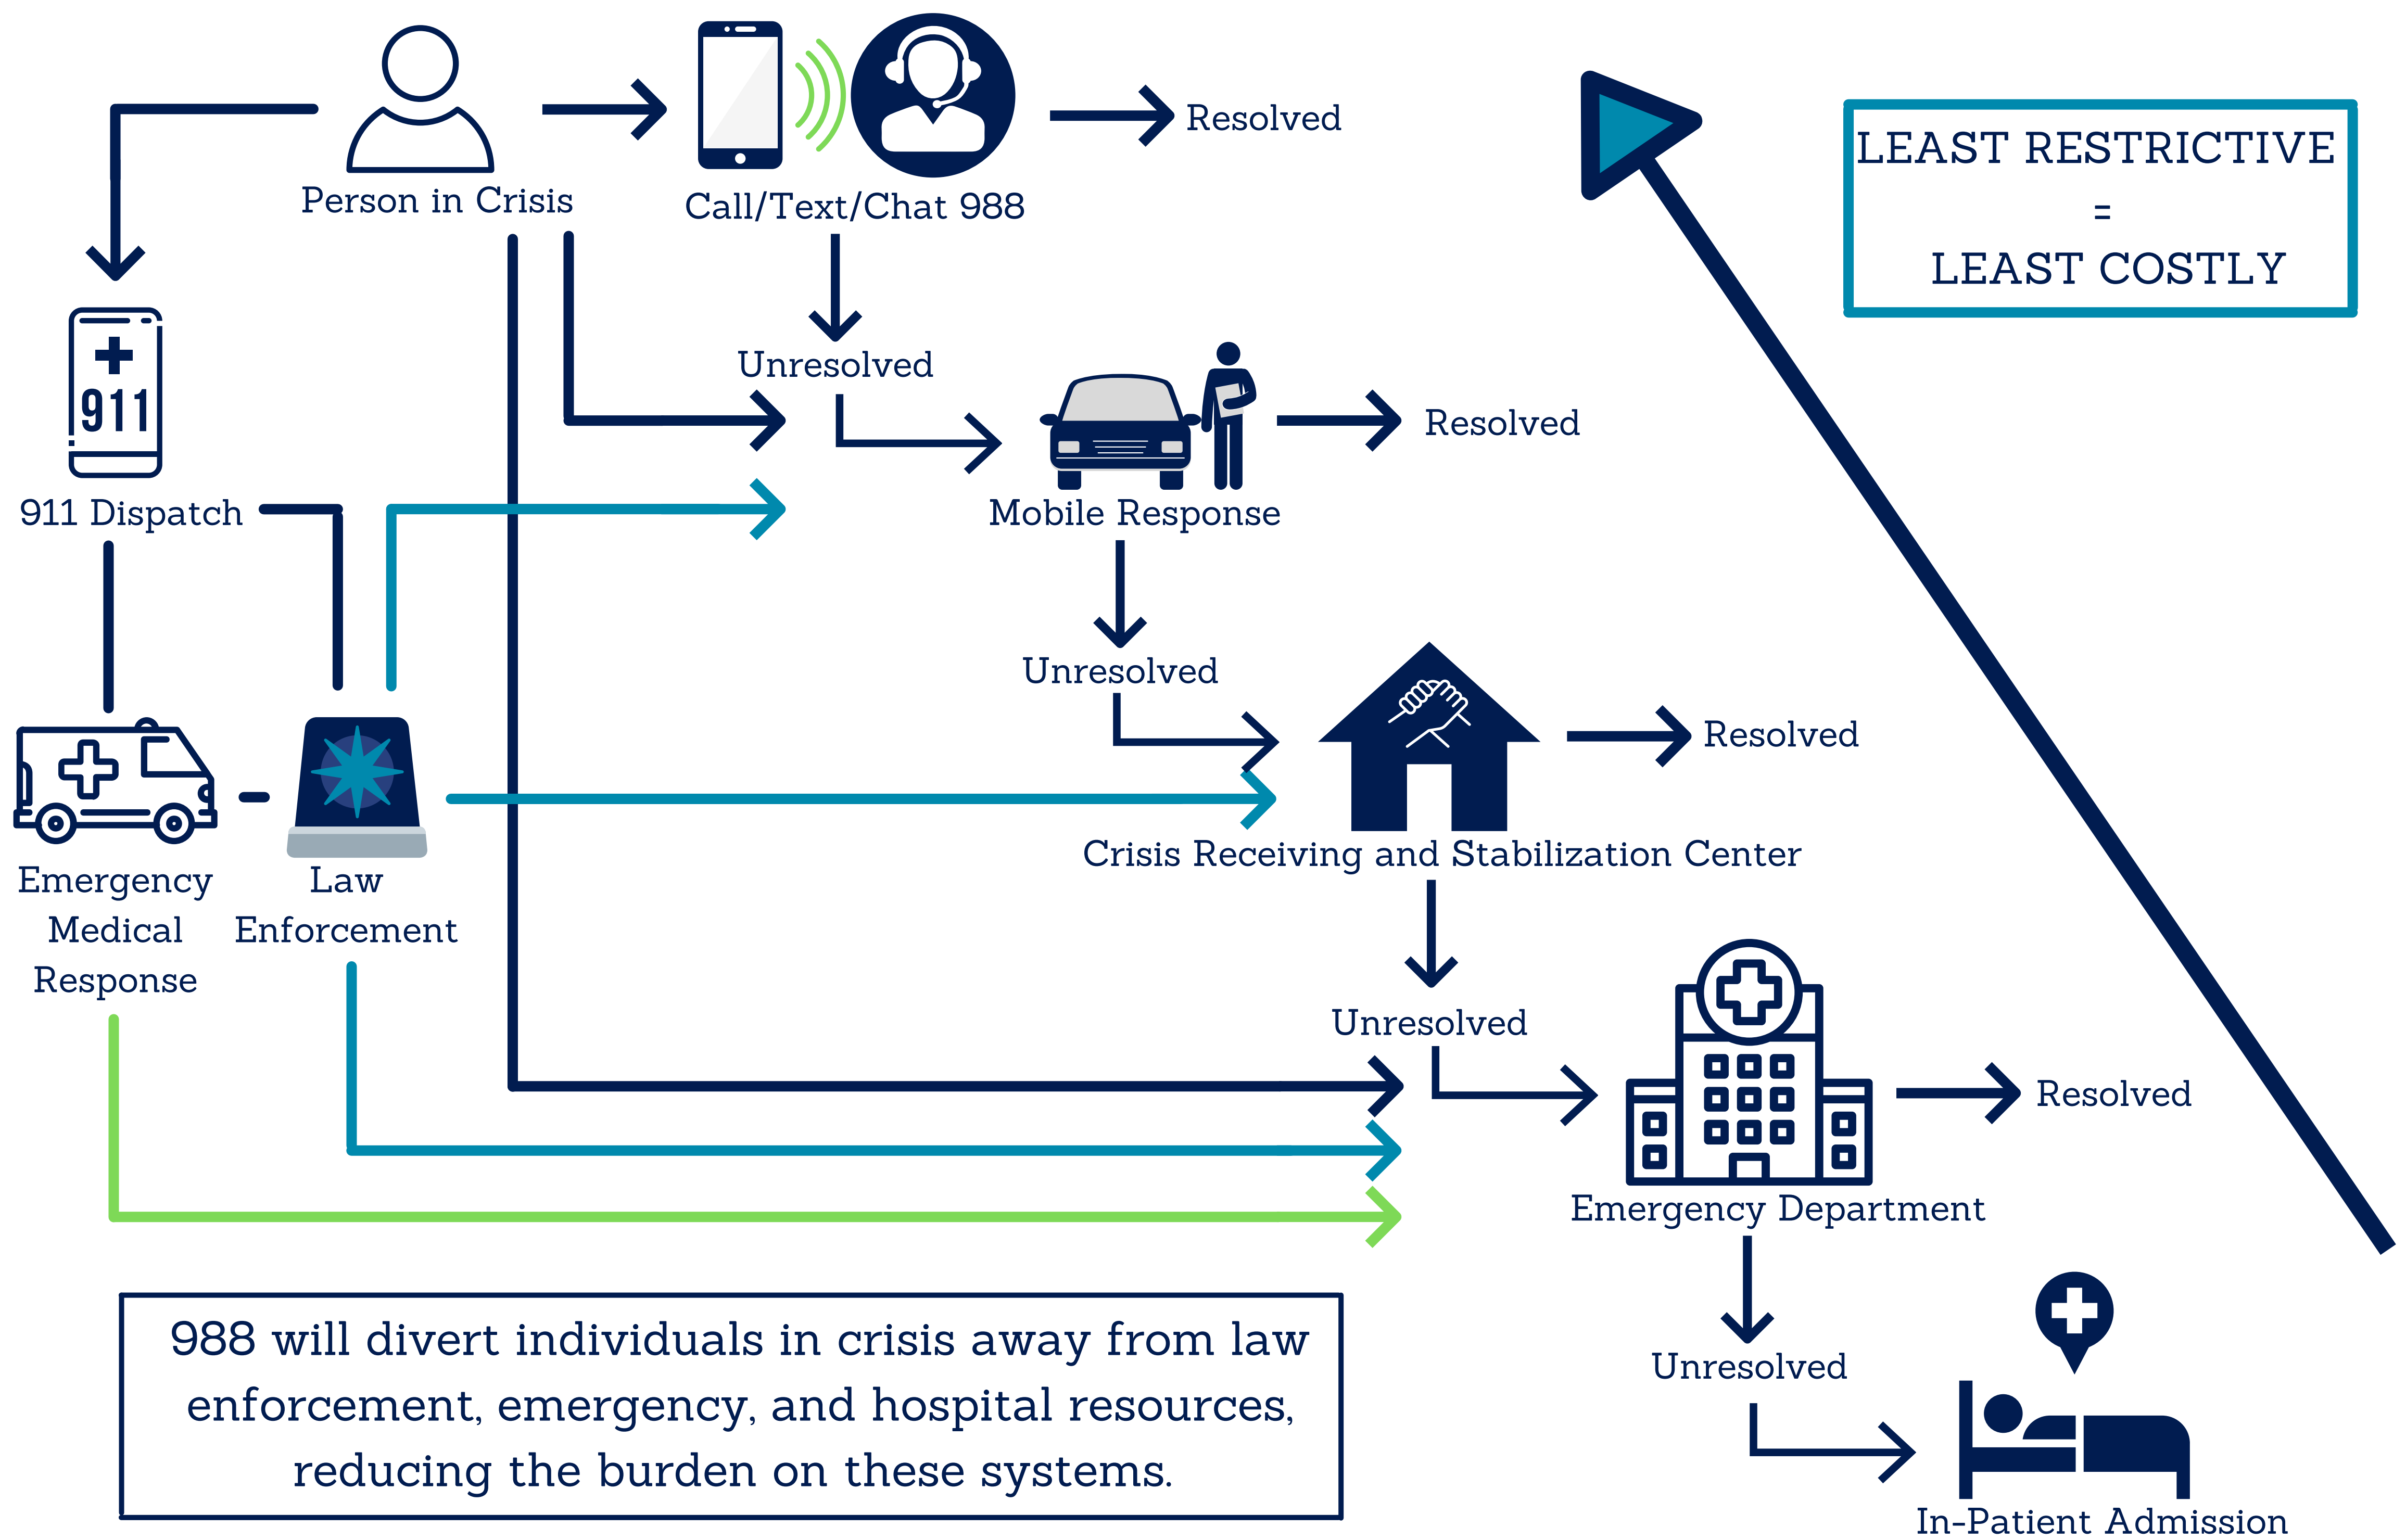 Person in Crisis
Call/Text/Chat 988
Resolved
LEAST RESTRICTIVE
=
LEAST COSTLY
911
911 Dispatch
Unresolved
Mobile Response
Resolved
Unresolved
Crisis Receiving and Stabilization Center
Resolved
Emergency
Medical
Response
Law
Enforcement
Unresolved
Emergency Department
Resolved
Unresolved
In-Patient Admission
988 will divert individuals in crisis away from law
enforcement, emergency, and hospital resources,
reducing the burden on these systems.